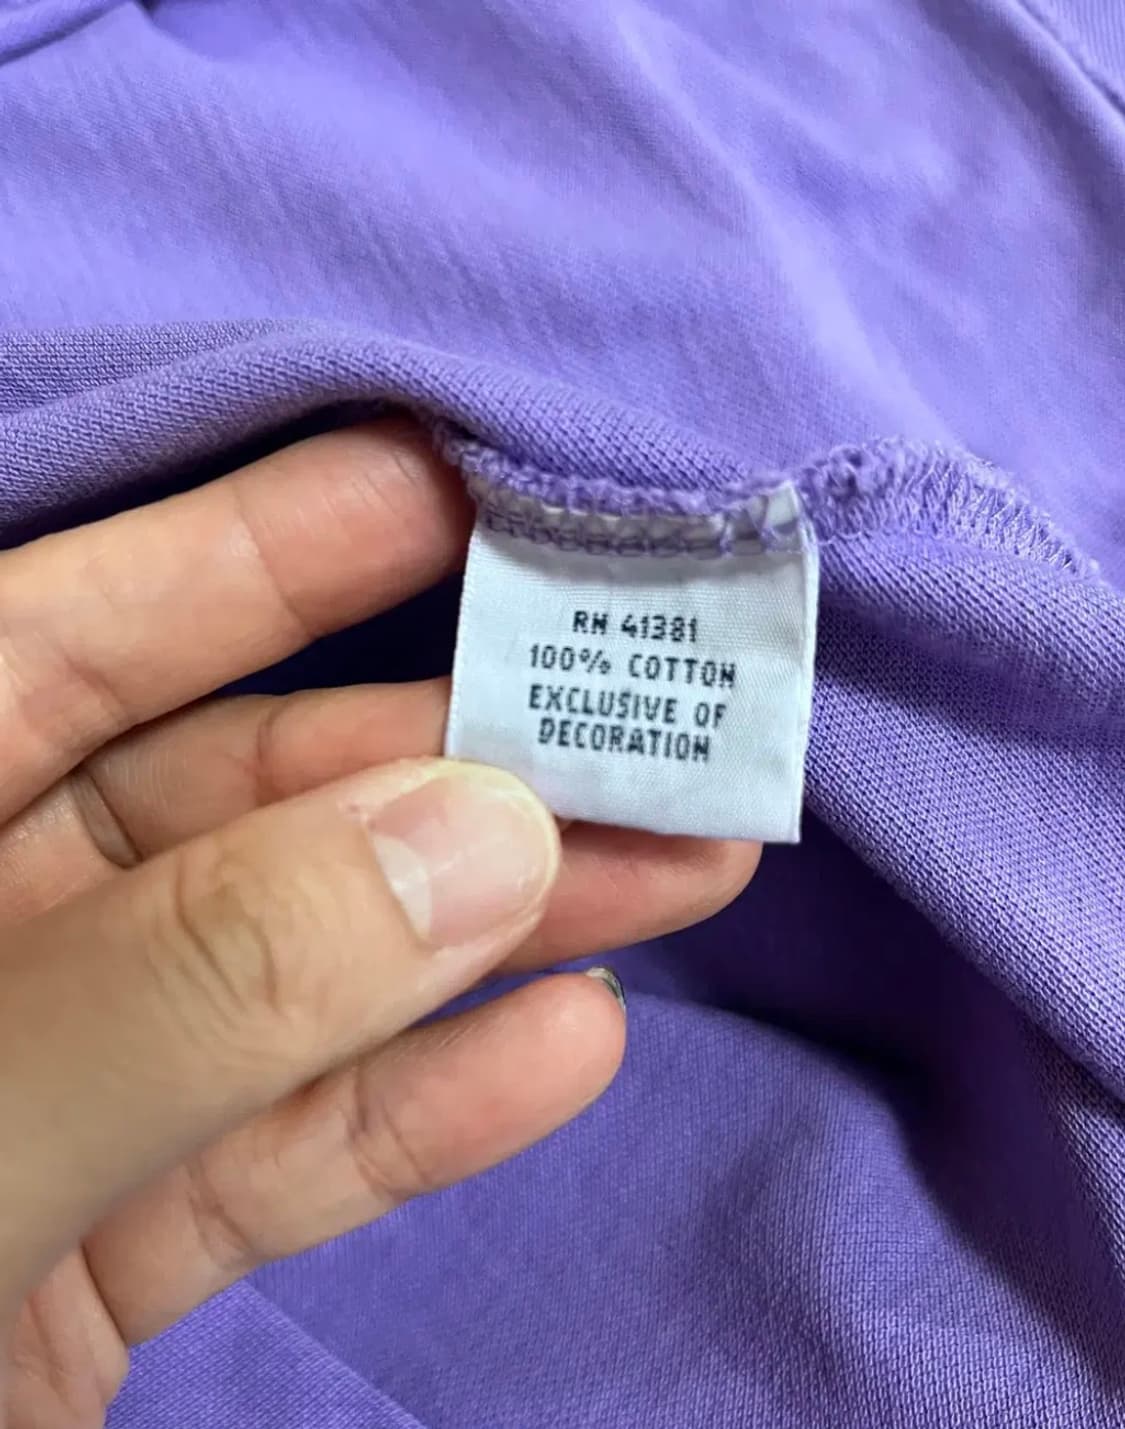 RN 41381
100% COTTON
EXCLUSIVE OF
DECORATION